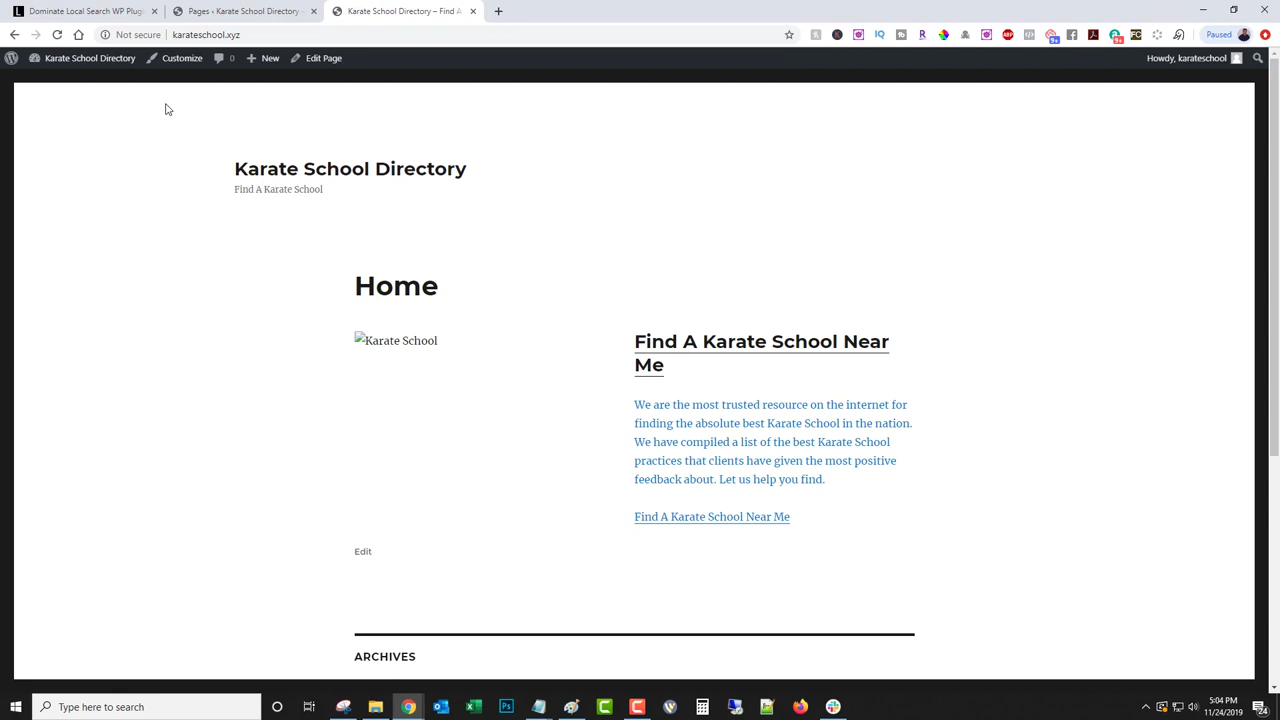 Dominate Local Search WP Plug
Pages ‹ Karate School Directory –
Karate School Directory – Find A
Not secure
karateschool.xyz
Paused
Karate School Directory
Customize
0
New
Edit Page
Howdy, karateschool
Karate School Directory
Find A Karate School
Home
Karate School
Find A Karate School Near
Me
We are the most trusted resource on the internet for
finding the absolute best Karate School in the nation.
We have compiled a list of the best Karate School
practices that clients have given the most positive
feedback about. Let us help you find.
Find A Karate School Near Me
Edit
ARCHIVES
Type here to search
5:04 PM
11/24/2019
24